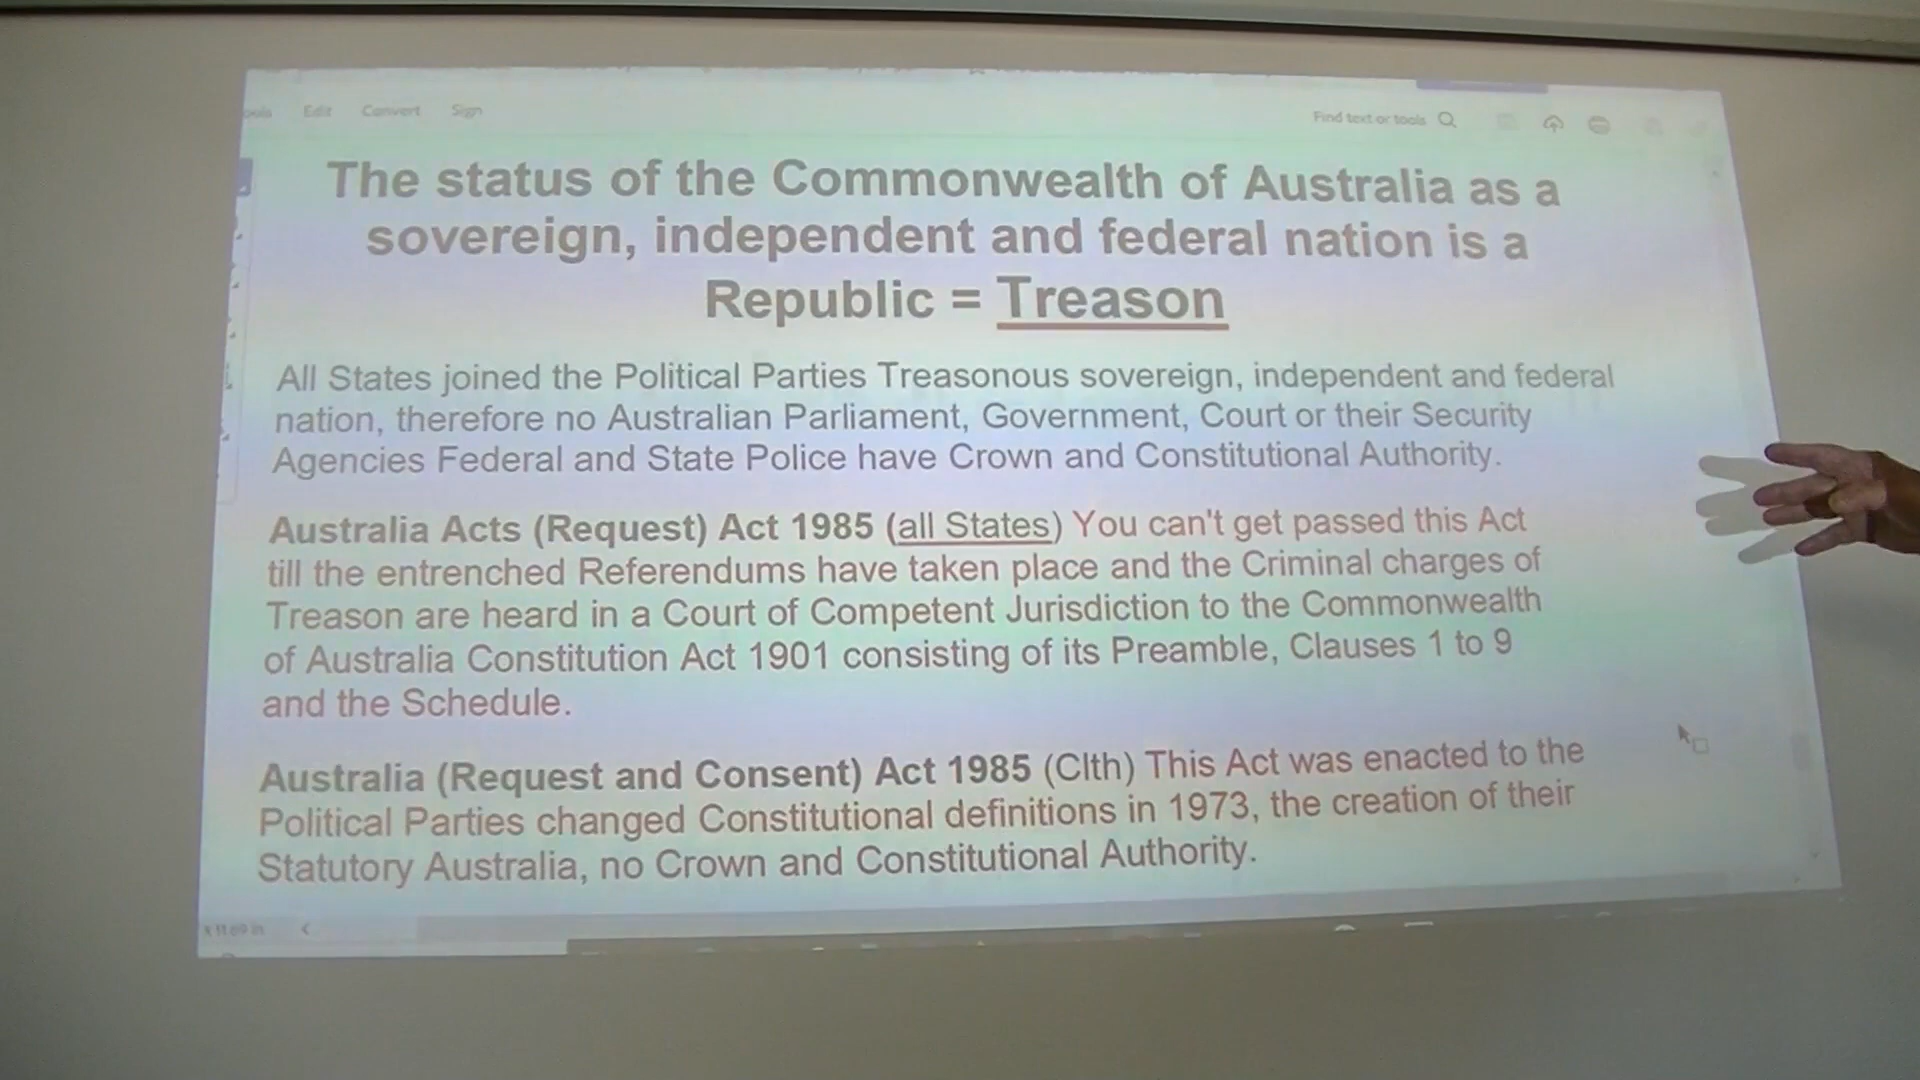 Edit Convert Sign
Find text or tools
The status of the Commonwealth of Australia as a
sovereign, independent and federal nation is a
Republic = Treason
All States joined the Political Parties Treasonous sovereign, independent and federal
nation, therefore no Australian Parliament, Government, Court or their Security
Agencies Federal and State Police have Crown and Constitutional Authority.
Australia Acts (Request) Act 1985 (all States) You can't get passed this Act
till the entrenched Referendums have taken place and the Criminal charges of
Treason are heard in a Court of Competent Jurisdiction to the Commonwealth
of Australia Constitution Act 1901 consisting of its Preamble, Clauses 1 to 9
and the Schedule.
Australia (Request and Consent) Act 1985 (Clth) This Act was enacted to the
Political Parties changed Constitutional definitions in 1973, the creation of their
Statutory Australia, no Crown and Constitutional Authority.